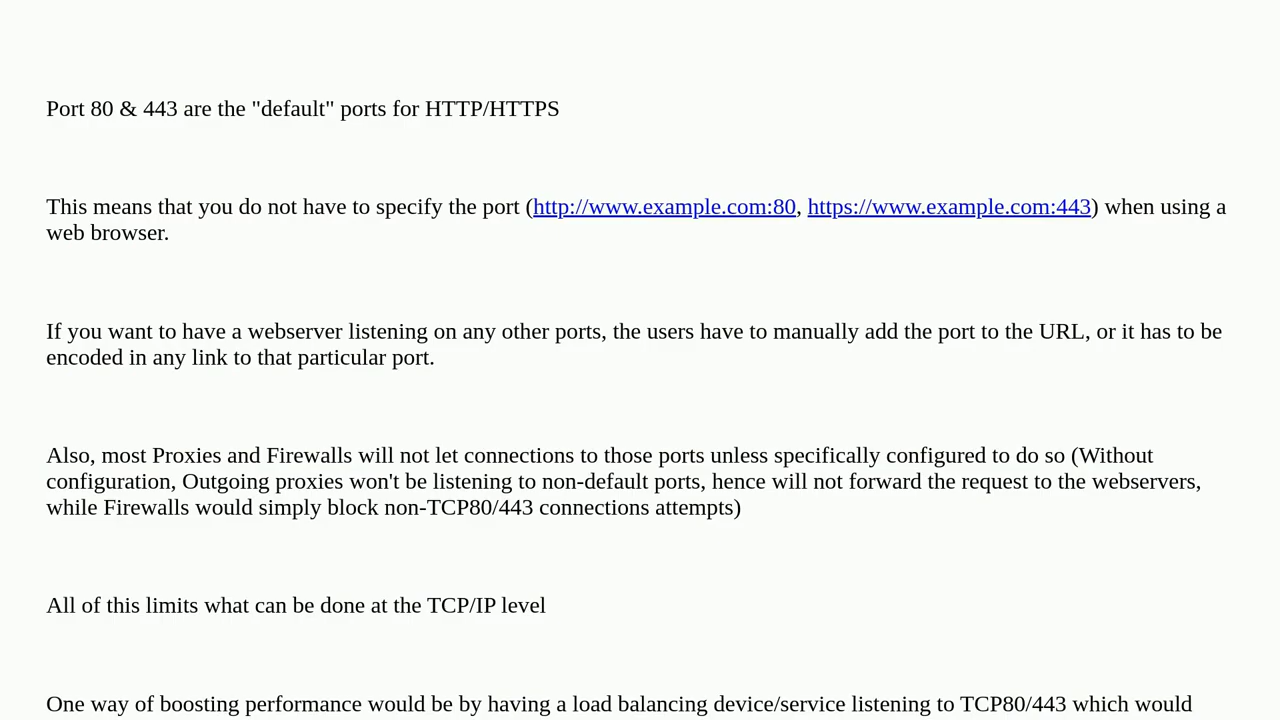 Port 80 & 443 are the "default" ports for HTTP/HTTPS
This means that you do not have to specify the port (http://www.example.com:80, https://www.example.com:443) when using a
web browser.
If you want to have a webserver listening on any other ports, the users have to manually add the port to the URL, or it has to be
encoded in any link to that particular port.
Also, most Proxies and Firewalls will not let connections to those ports unless specifically configured to do so (Without
configuration, Outgoing proxies won't be listening to non-default ports, hence will not forward the request to the webservers,
while Firewalls would simply block non-TCP80/443 connections attempts)
All of this limits what can be done at the TCP/IP level
One way of boosting performance would be by having a load balancing device/service listening to TCP80/443 which would